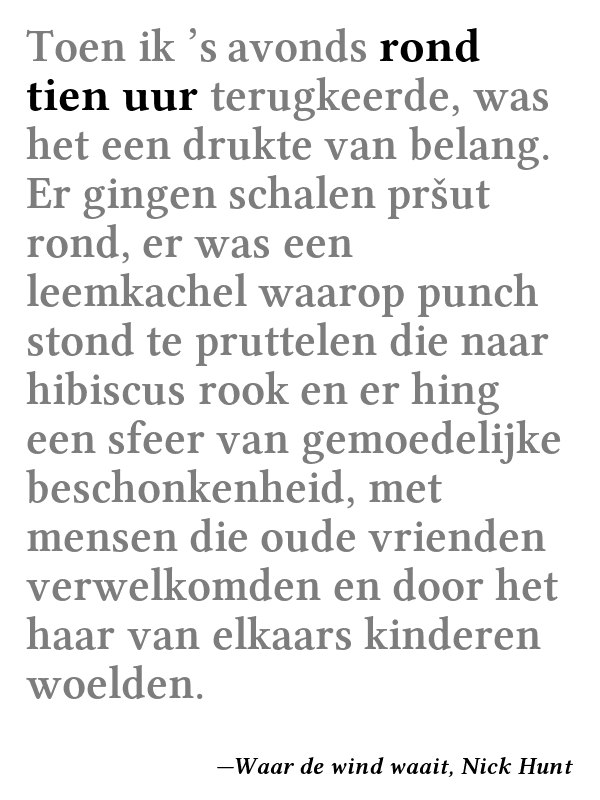 Toen ik ’s avonds rond
tien uur terugkeerde, was
het een drukte van belang.
Er gingen schalen pršut
rond, er was een
leemkachel waarop punch
stond te pruttelen die naar
hibiscus rook en er hing
een sfeer van gemoedelijke
beschonkenheid, met
mensen die oude vrienden
verwelkomden en door het
haar van elkaars kinderen
woelden.
—Waar de wind waait, Nick Hunt